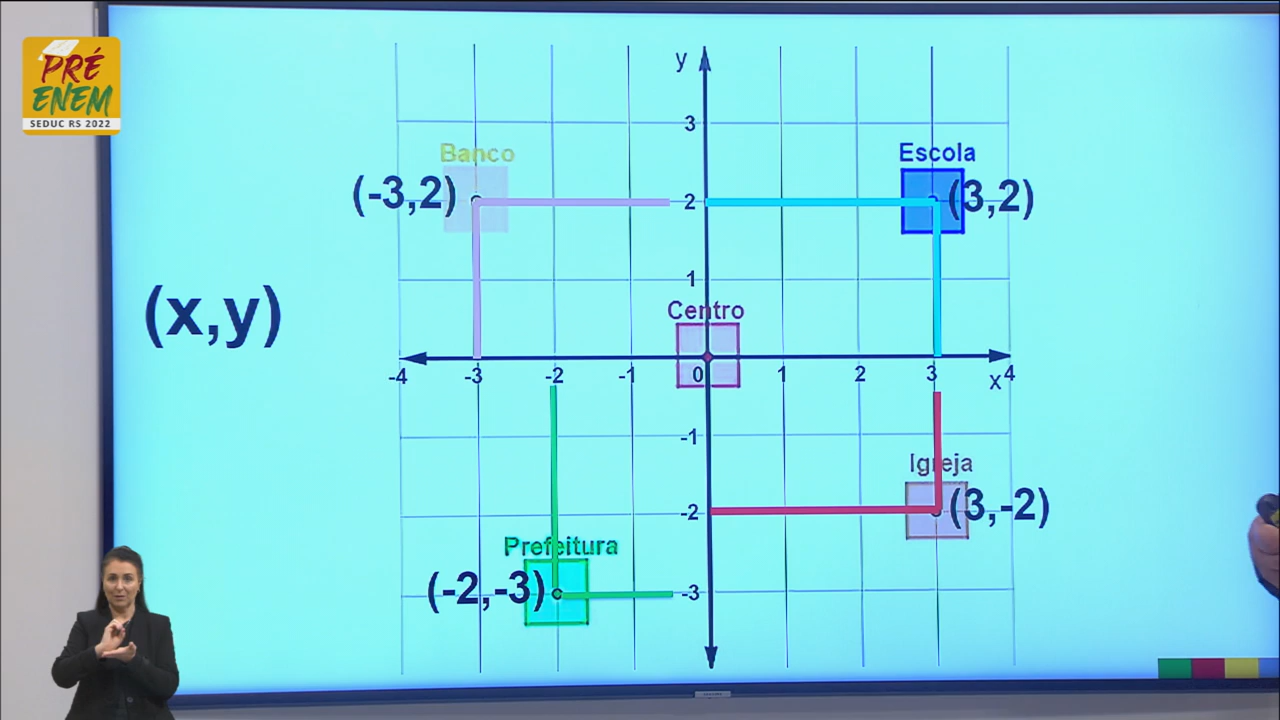 PRÉ
ENEM
SEDUC RS 2022
y
3
Banco
Escola
(-3,2)
2
(3,2)
1
(x,y)
Centro
-4
-3
-2
-1
0
1
2
3
x
4
-1
Igreja
-2
(3,-2)
Prefeitura
(-2,-3)
-3